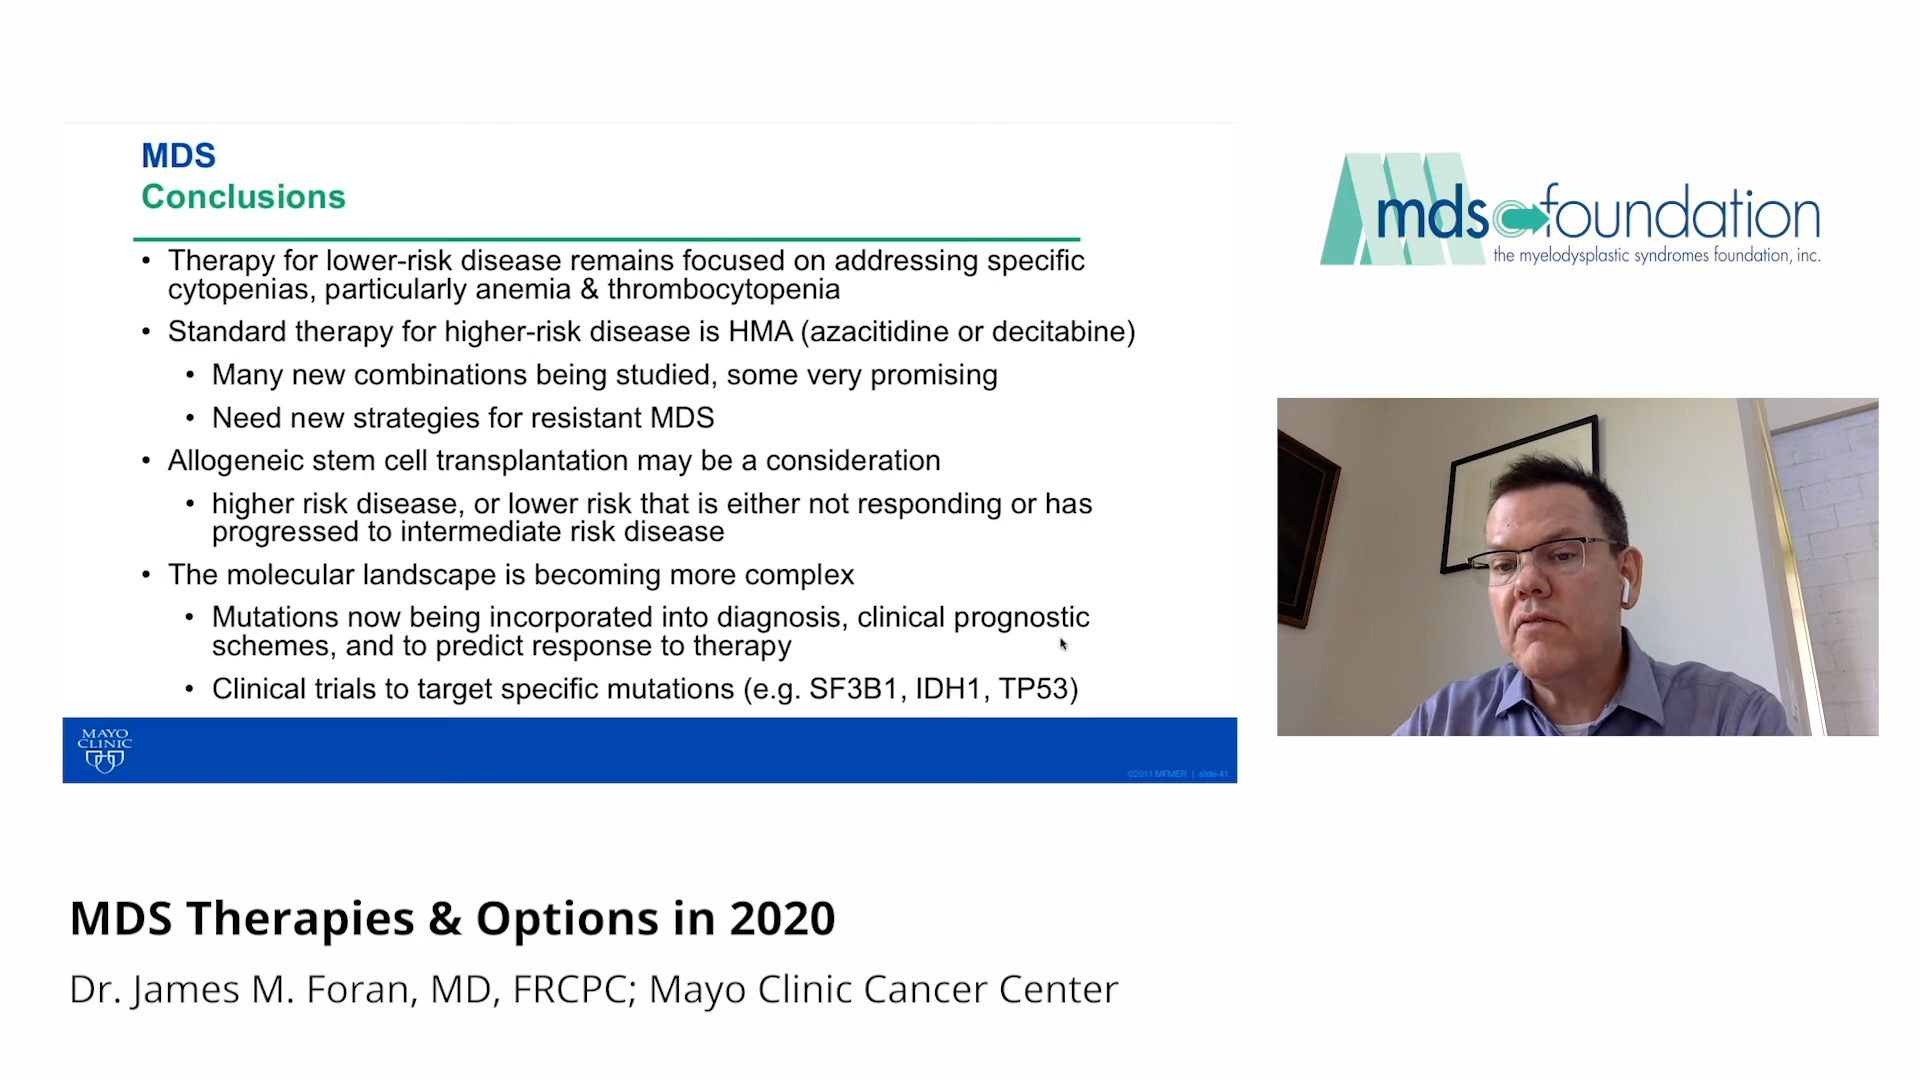 MDS
Conclusions
• Therapy for lower-risk disease remains focused on addressing specific
cytopenias, particularly anemia & thrombocytopenia
• Standard therapy for higher-risk disease is HMA (azacitidine or decitabine)
• Many new combinations being studied, some very promising
• Need new strategies for resistant MDS
• Allogeneic stem cell transplantation may be a consideration
• higher risk disease, or lower risk that is either not responding or has
progressed to intermediate risk disease
• The molecular landscape is becoming more complex
• Mutations now being incorporated into diagnosis, clinical prognostic
schemes, and to predict response to therapy
• Clinical trials to target specific mutations (e.g. SF3B1, IDH1, TP53)
MAYO
CLINIC
©2011 MFMER | slide-41
mds foundation
the myelodysplastic syndromes foundation, inc.
MDS Therapies & Options in 2020
Dr. James M. Foran, MD, FRCPC; Mayo Clinic Cancer Center